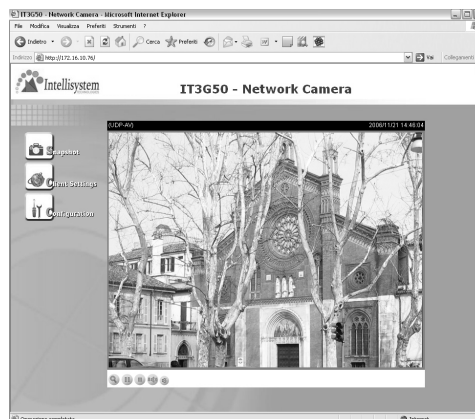 IT3G50 - Network Camera - Microsoft Internet Explorer
File Modifica Visualizza Preferiti Strumenti ?
Indietro Cerca Preferiti
Indirizzo http://172.16.10.76/ Vai Collegamenti
Intellisystem
IT3G50 - Network Camera
(UDP-AV) 2006/11/21 14:46:04
Snapshot
Client Settings
Configuration
Operazione completata Internet